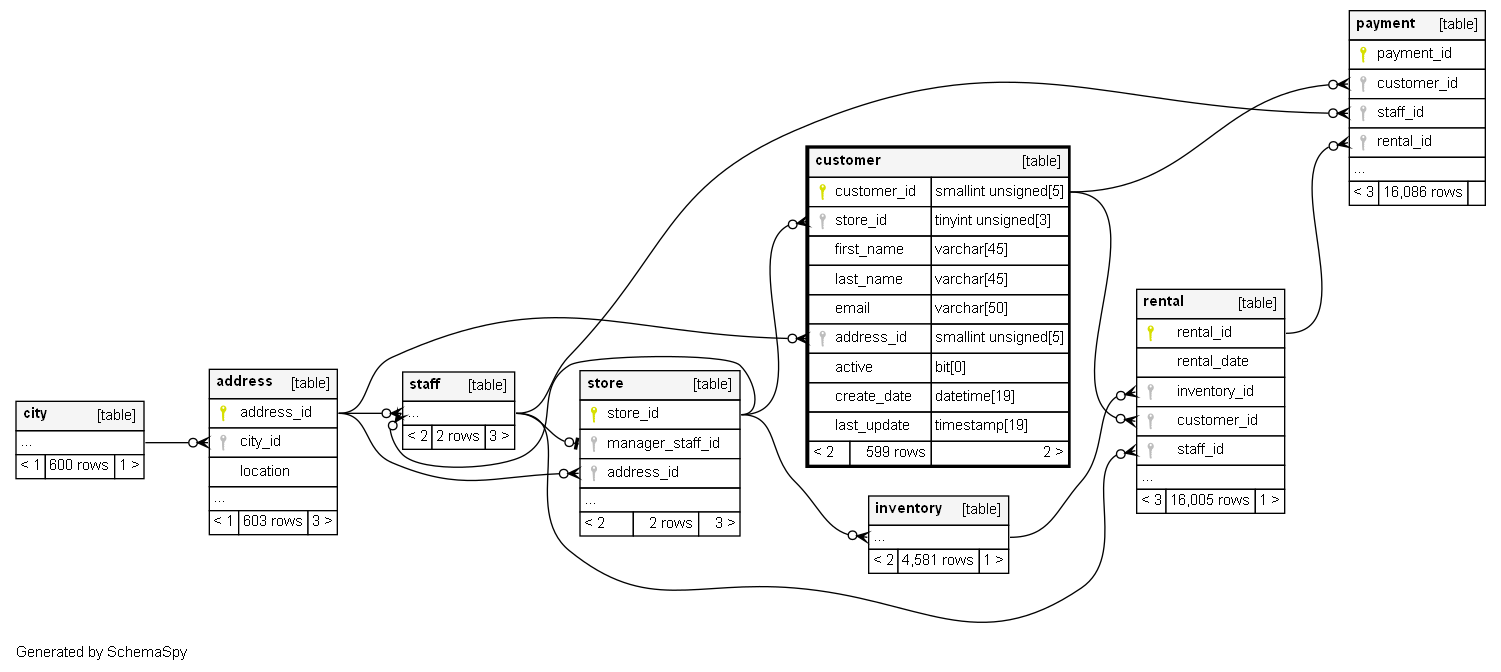 payment [table]
payment_id
customer_id
staff_id
rental_id
...
< 3 16,086 rows
customer [table]
customer_id smallint unsigned[5]
store_id tinyint unsigned[3]
first_name varchar[45]
last_name varchar[45]
email varchar[50]
address_id smallint unsigned[5]
active bit[0]
create_date datetime[19]
last_update timestamp[19]
< 2 599 rows 2 >
rental [table]
rental_id
rental_date
inventory_id
customer_id
staff_id
...
< 3 16,005 rows 1 >
city [table]
...
< 1 600 rows 1 >
address [table]
address_id
city_id
location
...
< 1 603 rows 3 >
staff [table]
...
< 2 2 rows 3 >
store [table]
store_id
manager_staff_id
address_id
...
< 2 2 rows 3 >
inventory [table]
...
< 2 4,581 rows 1 >
Generated by SchemaSpy